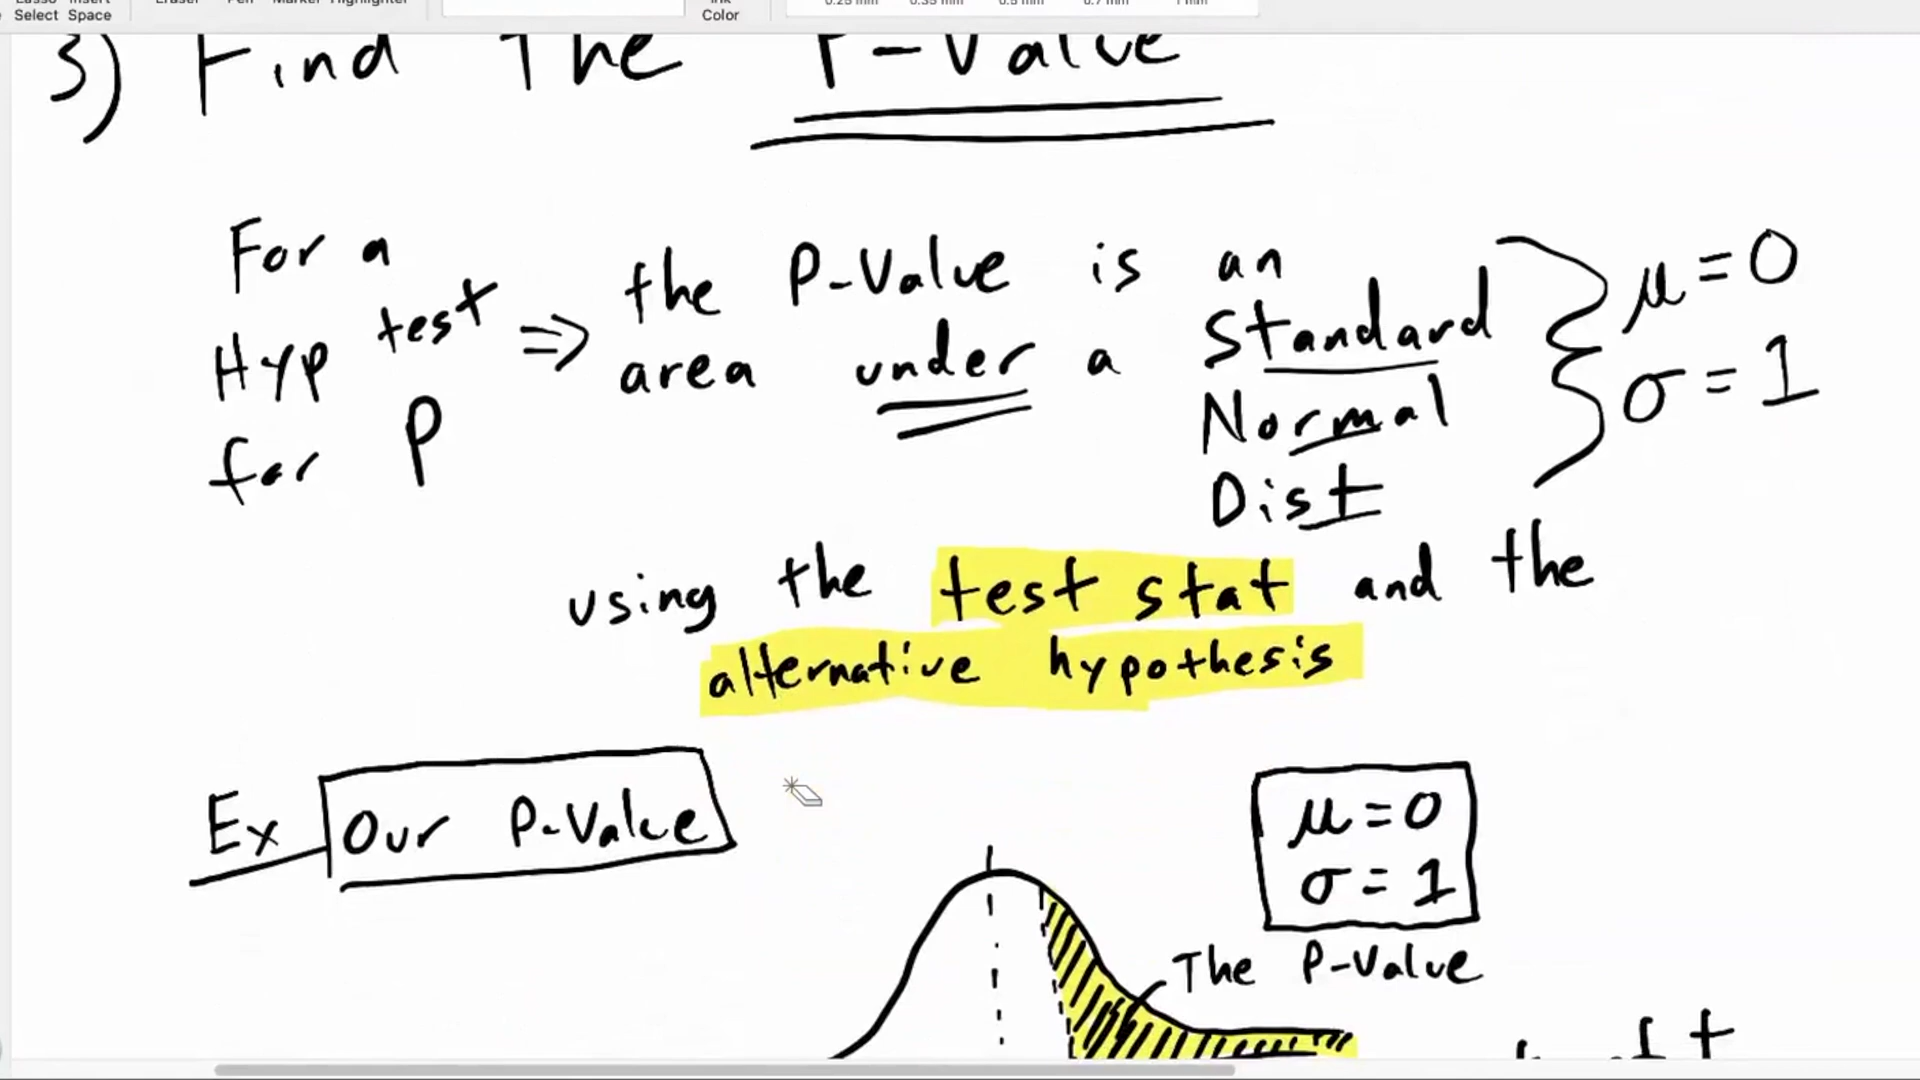 Select Space
Color
3) Find The P-Value
For a
Hyp test
for P
⇒
the P-Value is an
area under a Standard
Normal
Dist
μ = 0
σ = 1
using the test stat and the
alternative hypothesis
Ex Our P-Value
μ = 0
σ = 1
The P-Value